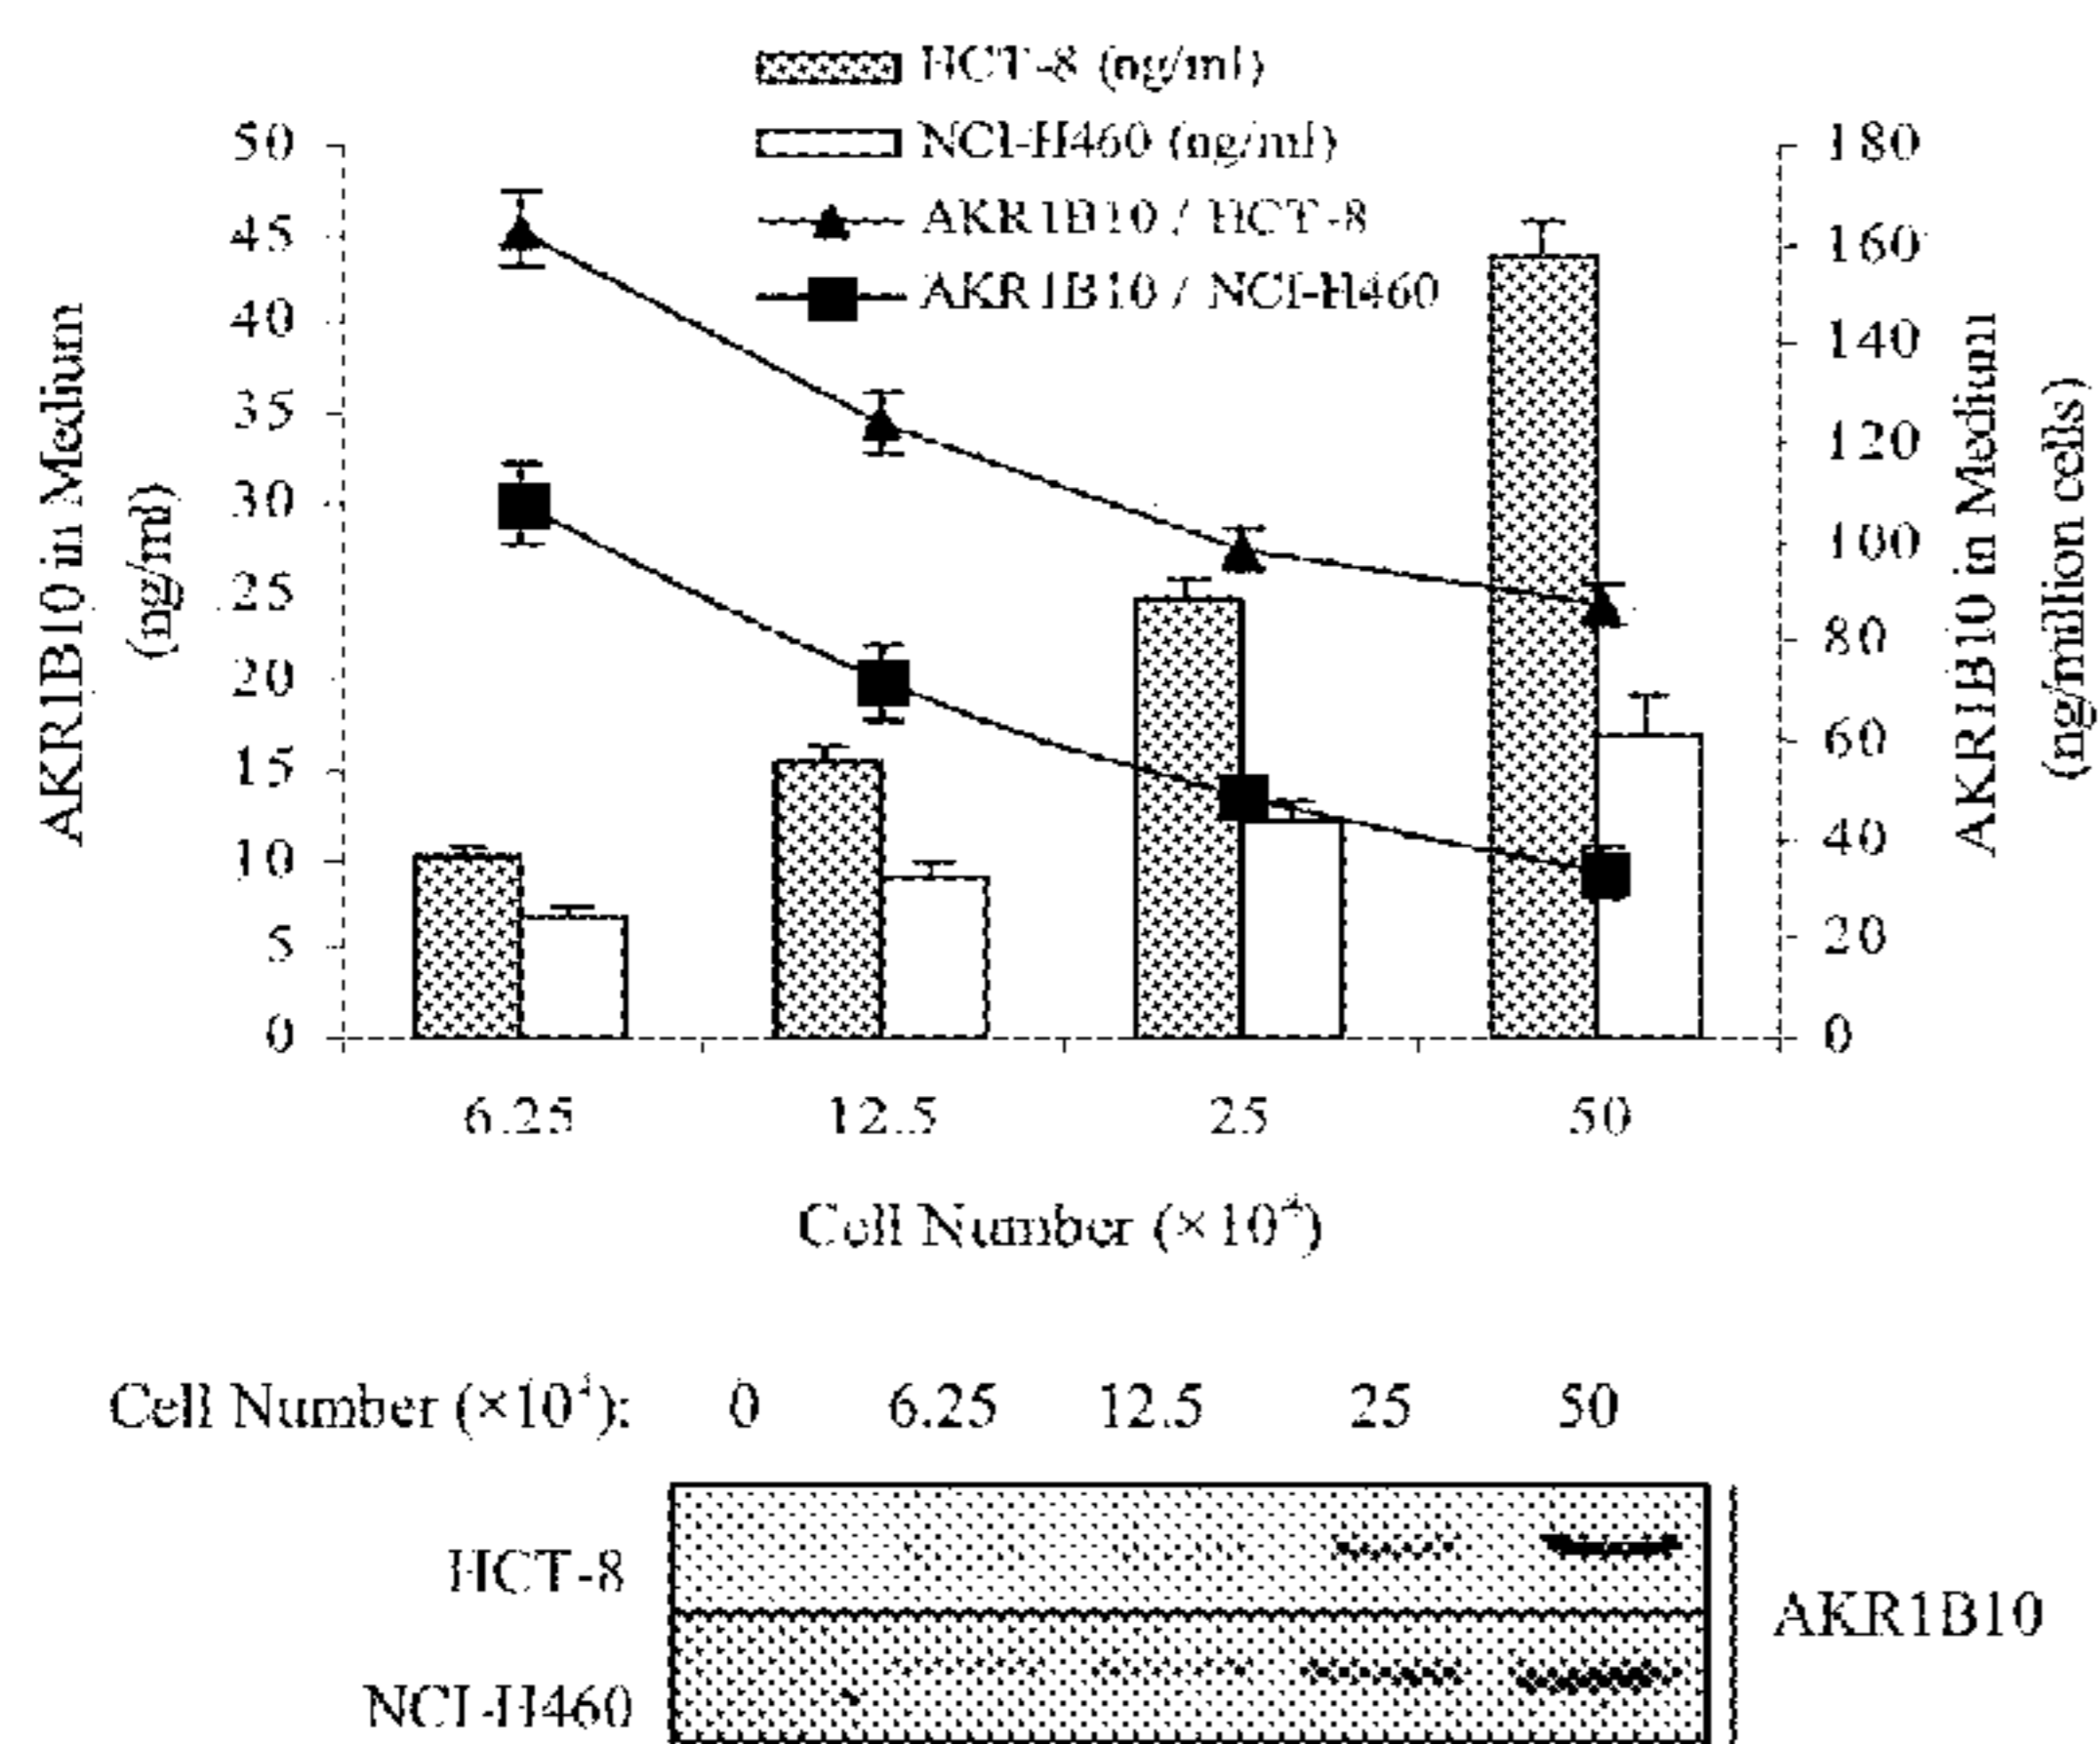 HCT-8 (ng/ml)
NCI-H460 (ng/ml)
AKR1B10 / HCT-8
AKR1B10 / NCI-H460
AKR1B10 in Medium
(ng/ml)
50
45
40
35
30
25
20
15
10
5
0
180
160
140
120
100
80
60
40
20
0
AKR1B10 in Medium
(ng/million cells)
6.25 12.5 25 50
Cell Number (×10⁴)
Cell Number (×10⁴): 0 6.25 12.5 25 50
HCT-8
NCI-H460
AKR1B10